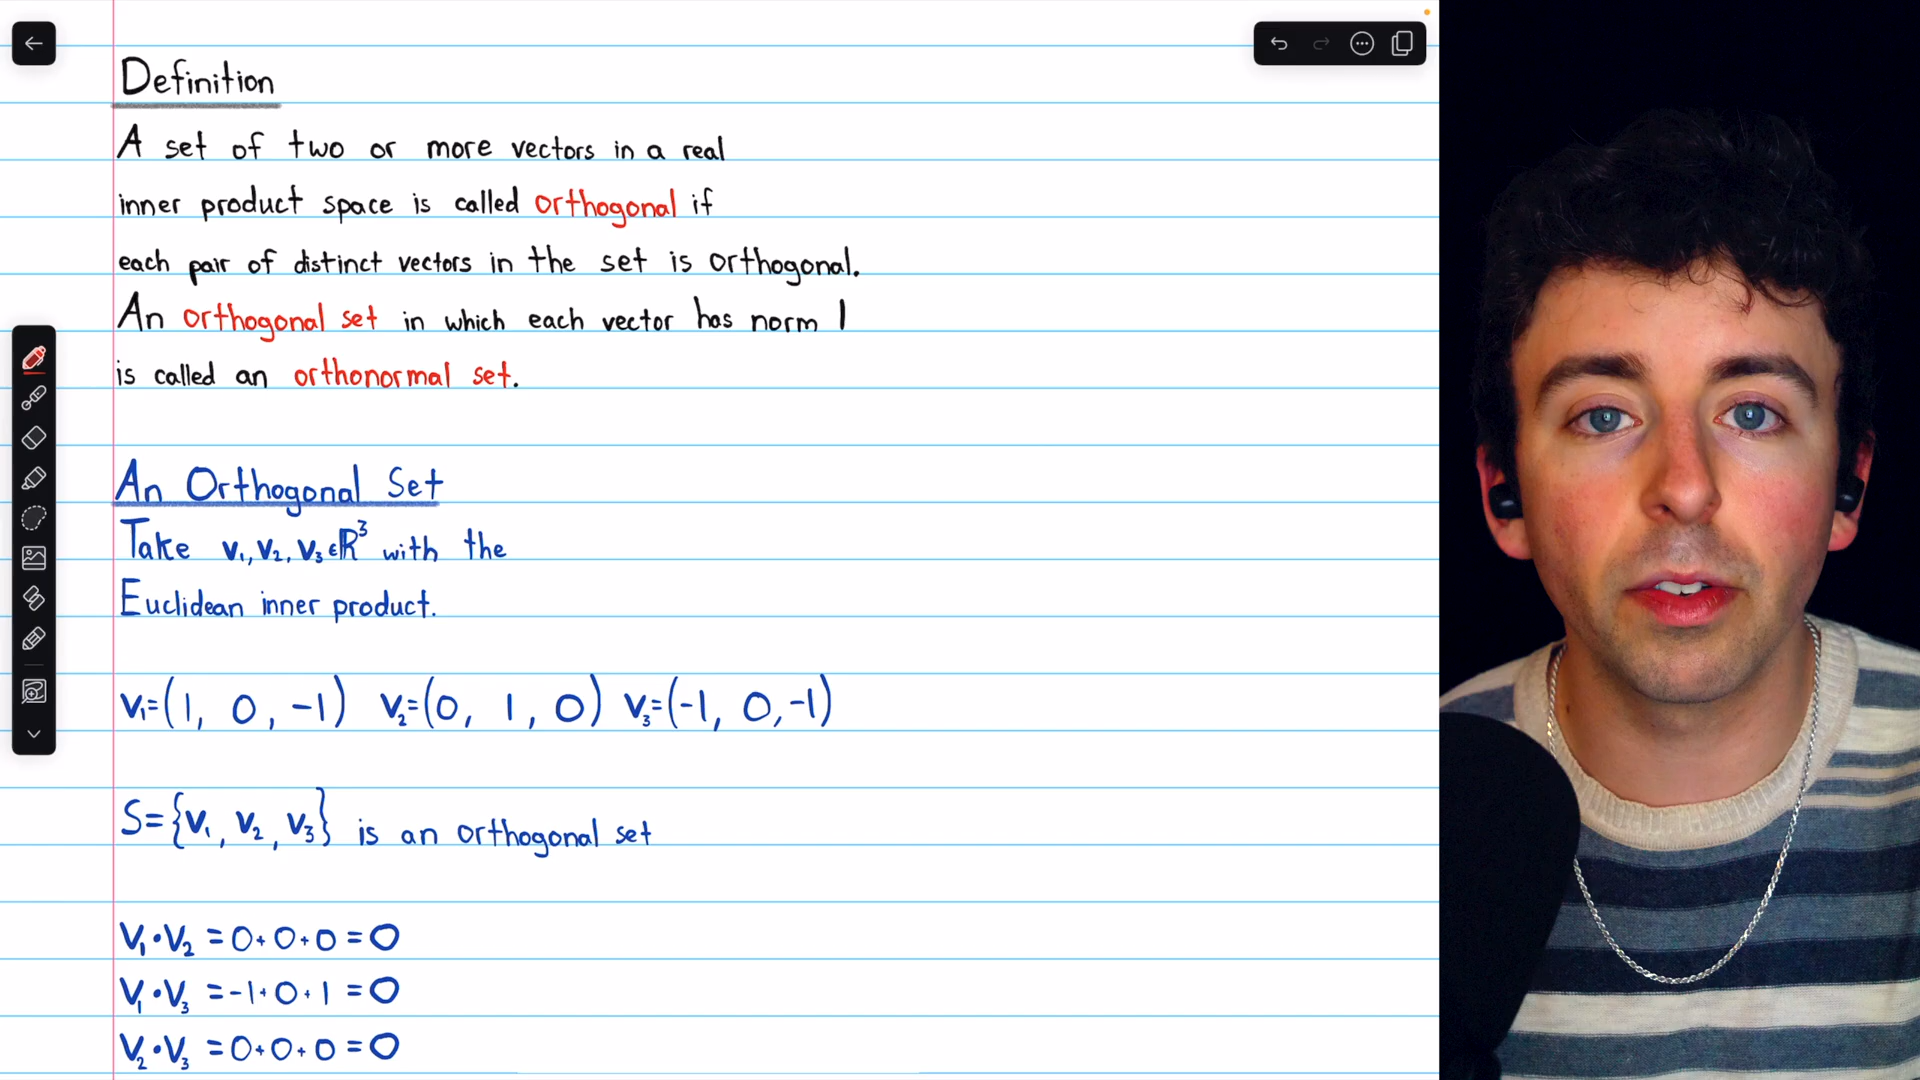 Definition
A set of two or more vectors in a real
inner product space is called orthogonal if
each pair of distinct vectors in the set is orthogonal.
An orthogonal set in which each vector has norm 1
is called an orthonormal set.
An Orthogonal Set
Take v₁, v₂, v₃ ∈ ℝ³ with the
Euclidean inner product.
v₁=(1, 0, -1) v₂=(0, 1, 0) v₃=(-1, 0, -1)
S={v₁, v₂, v₃} is an orthogonal set
v₁·v₂ = 0+0+0 = 0
v₁·v₃ = -1+0+1 = 0
v₂·v₃ = 0+0+0 = 0